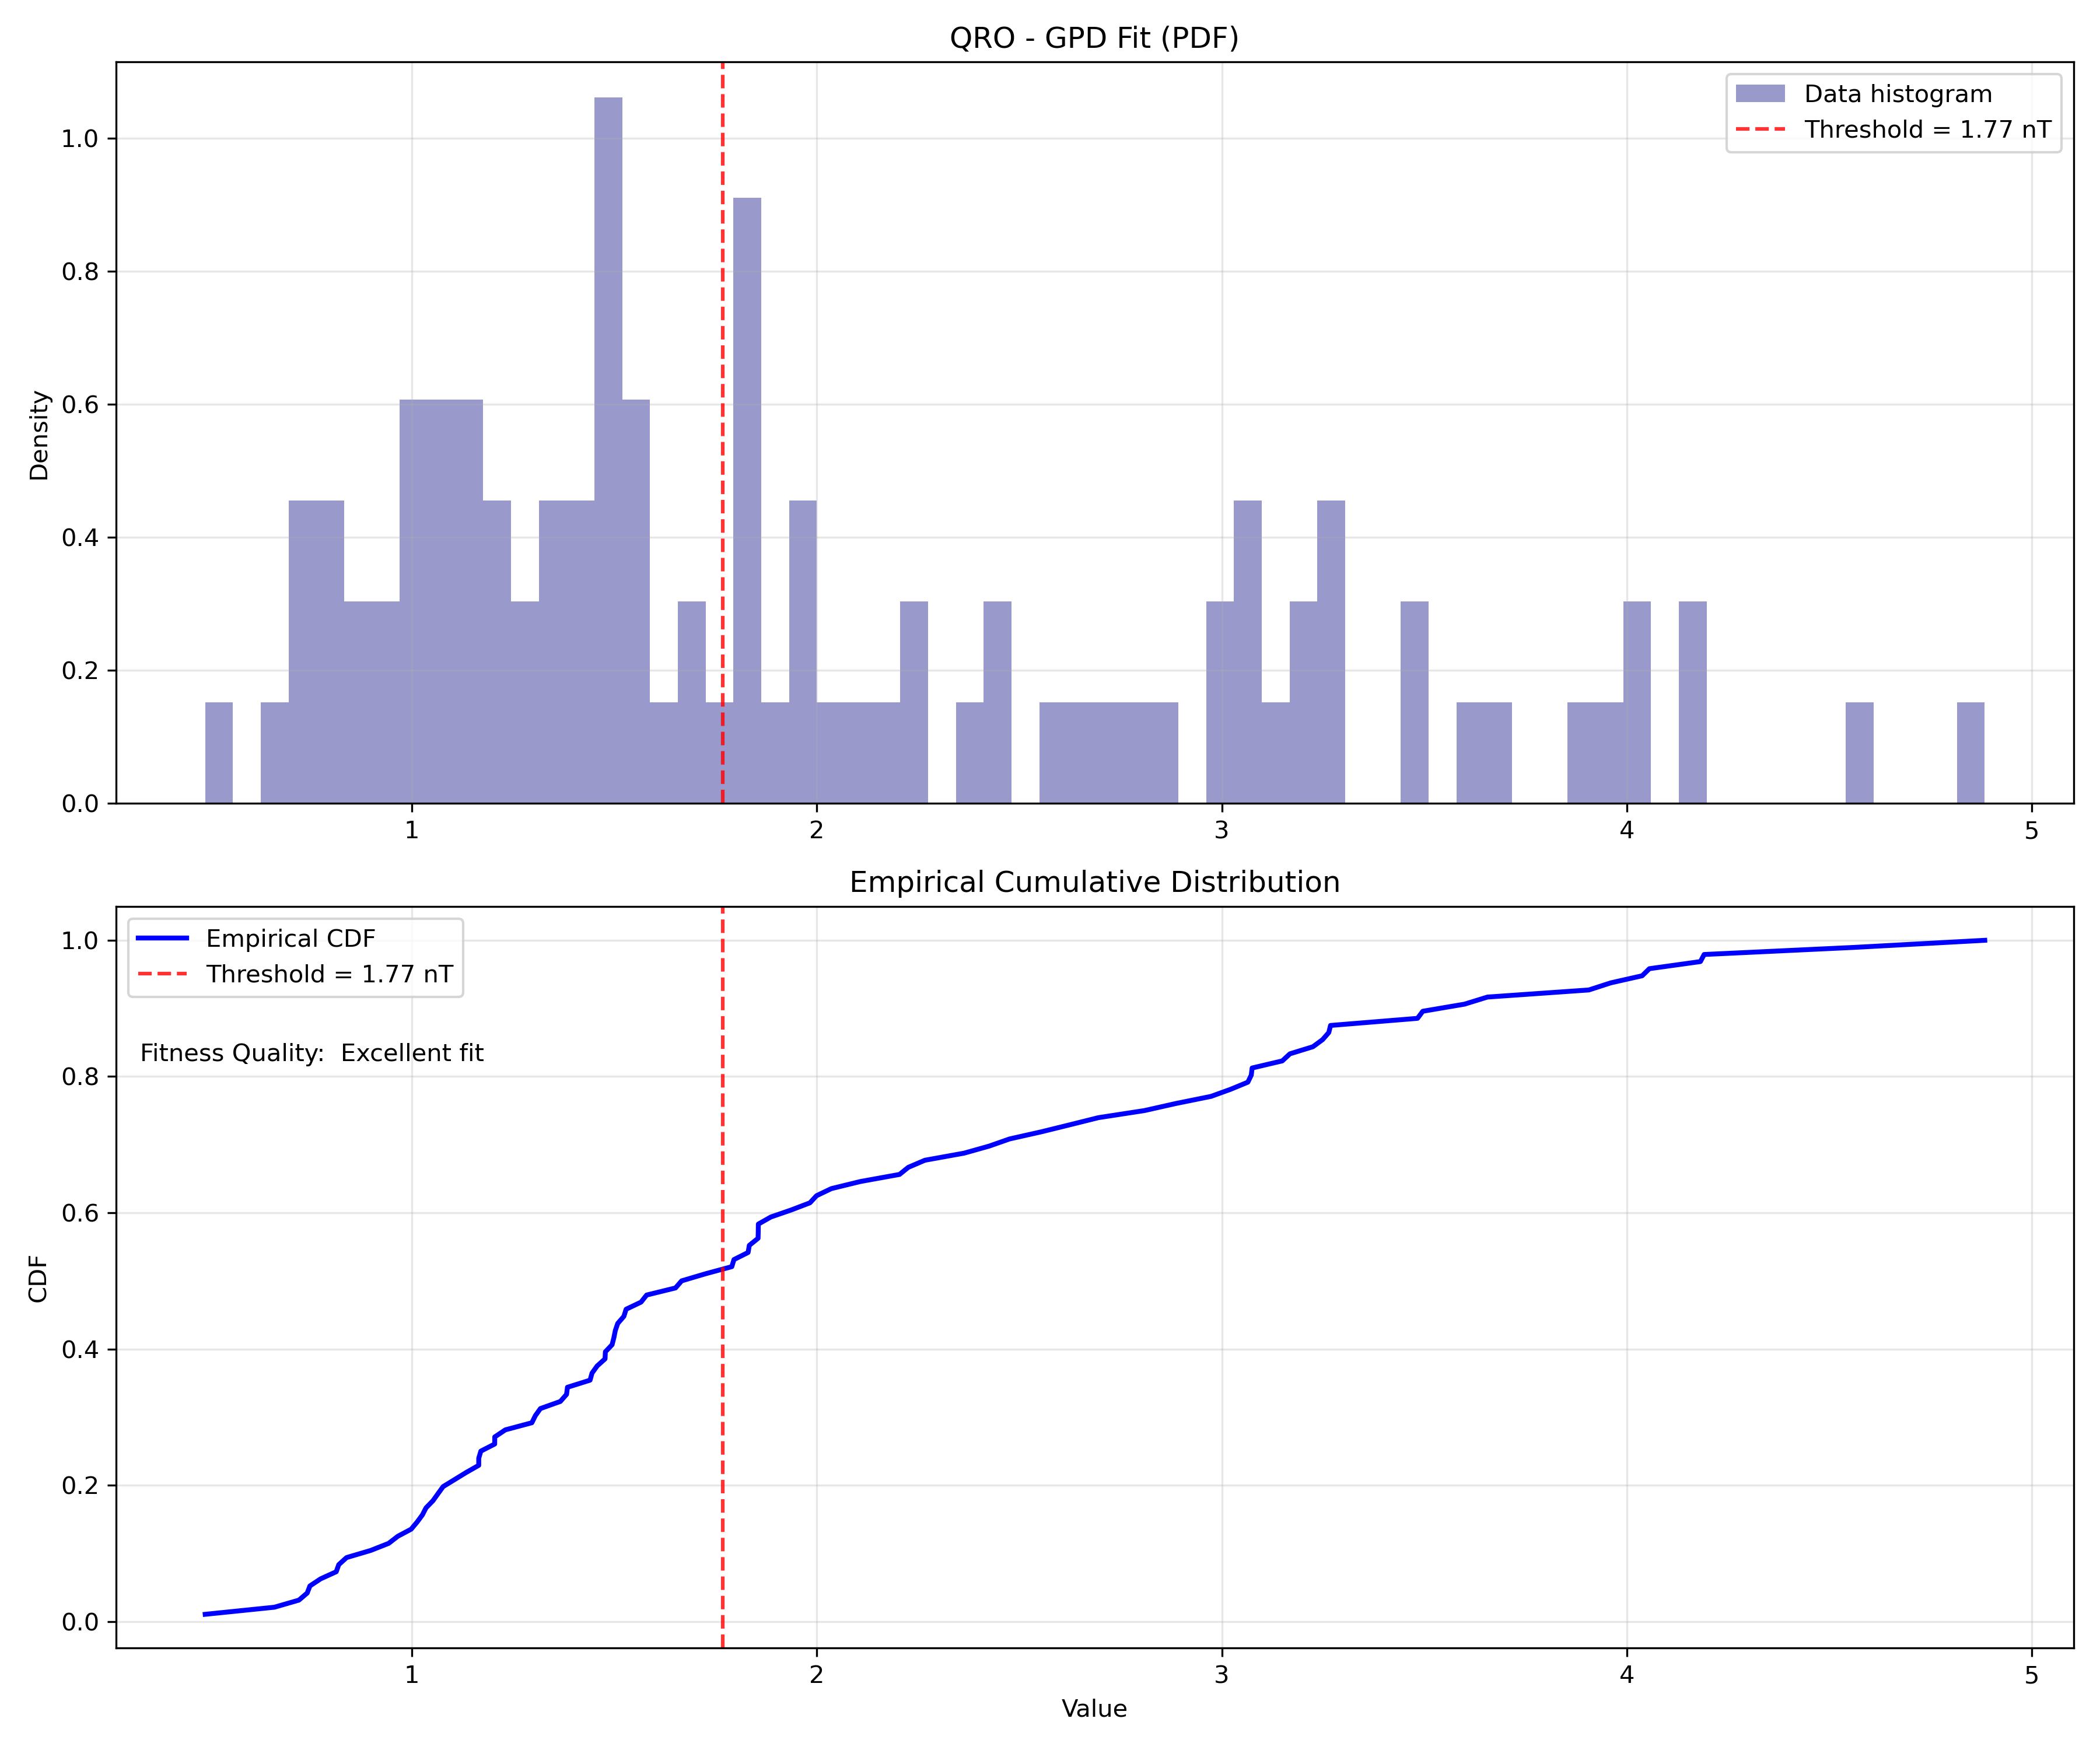 QRO - GPD Fit (PDF)
Data histogram
Threshold = 1.77 nT
Density
1.0
0.8
0.6
0.4
0.2
0.0
1 2 3 4 5
Empirical Cumulative Distribution
Empirical CDF
Threshold = 1.77 nT
Fitness Quality:  Excellent fit
CDF
1.0
0.8
0.6
0.4
0.2
0.0
1 2 3 4 5
Value